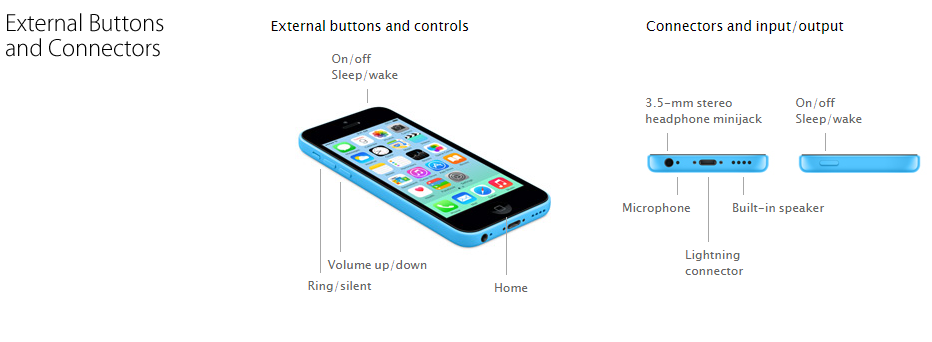 External Buttons
and Connectors
External buttons and controls
On/off
Sleep/wake
Volume up/down
Ring/silent
Home
Connectors and input/output
3.5-mm stereo
headphone minijack
On/off
Sleep/wake
Microphone
Built-in speaker
Lightning
connector